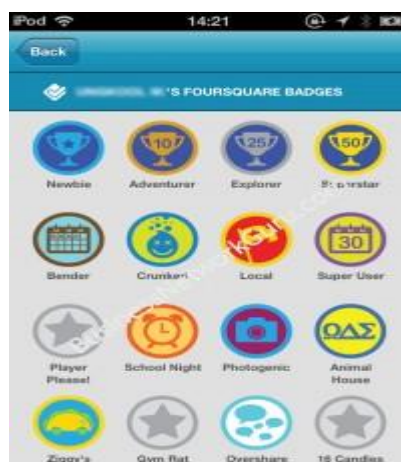 iPod 14:21
Back
'S FOURSQUARE BADGES
10 25 50
Newbie Adventurer Explorer Superstar
30
Bender Crunked Local Super User
ΩΔΣ
Player School Night Photogenic Animal
Please! House
Ziggy's Gym Rat Overshare 16 Candles